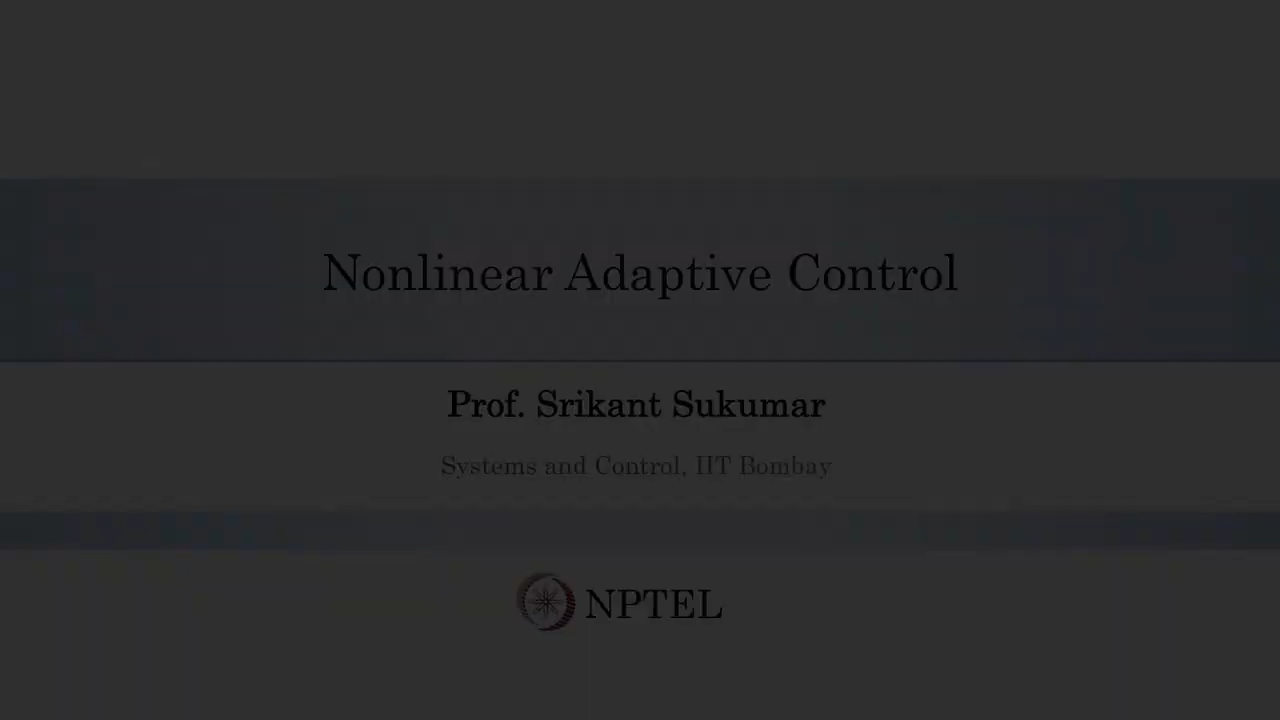 Nonlinear Adaptive Control
Prof. Srikant Sukumar
Systems and Control, IIT Bombay
NPTEL